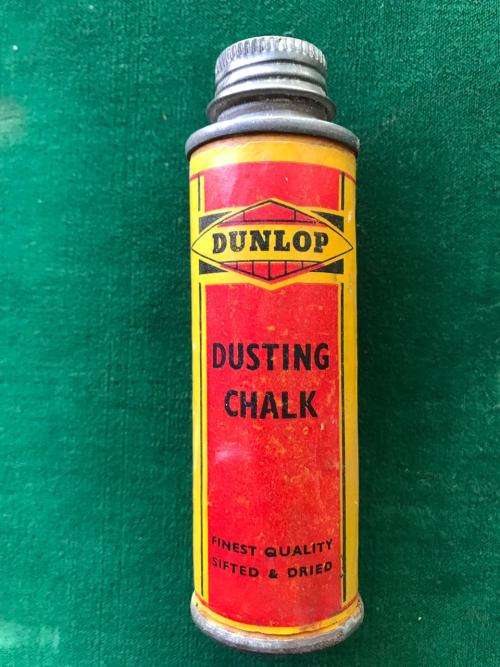 DUNLOP
DUSTING
CHALK
FINEST QUALITY
SIFTED & DRIED